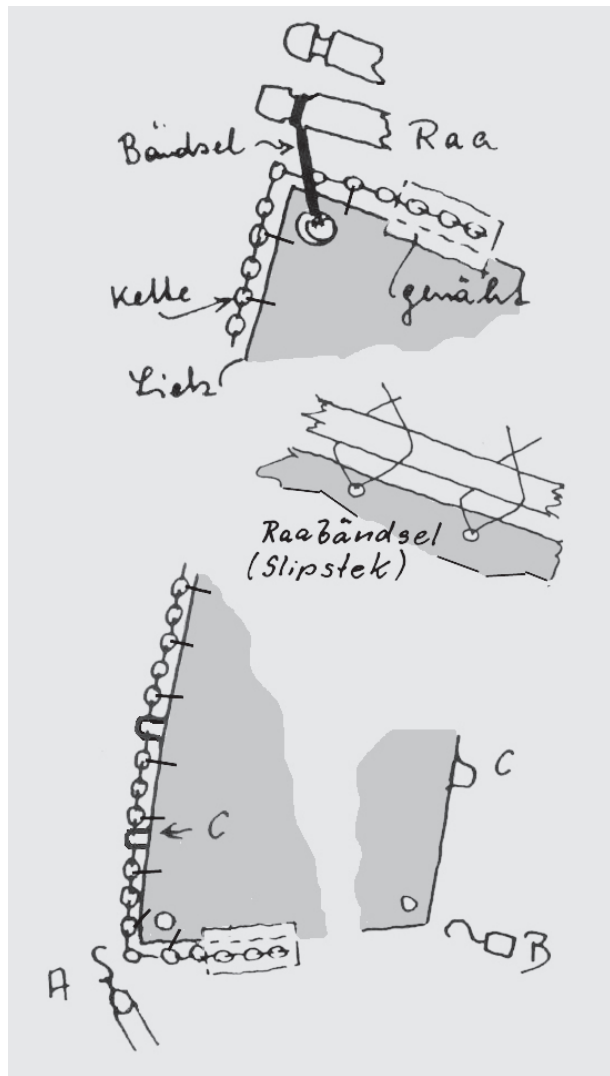 Bändsel
Raa
Kette
genäht
Liek
Raabändsel
(Slipstek)
C
C
A
B